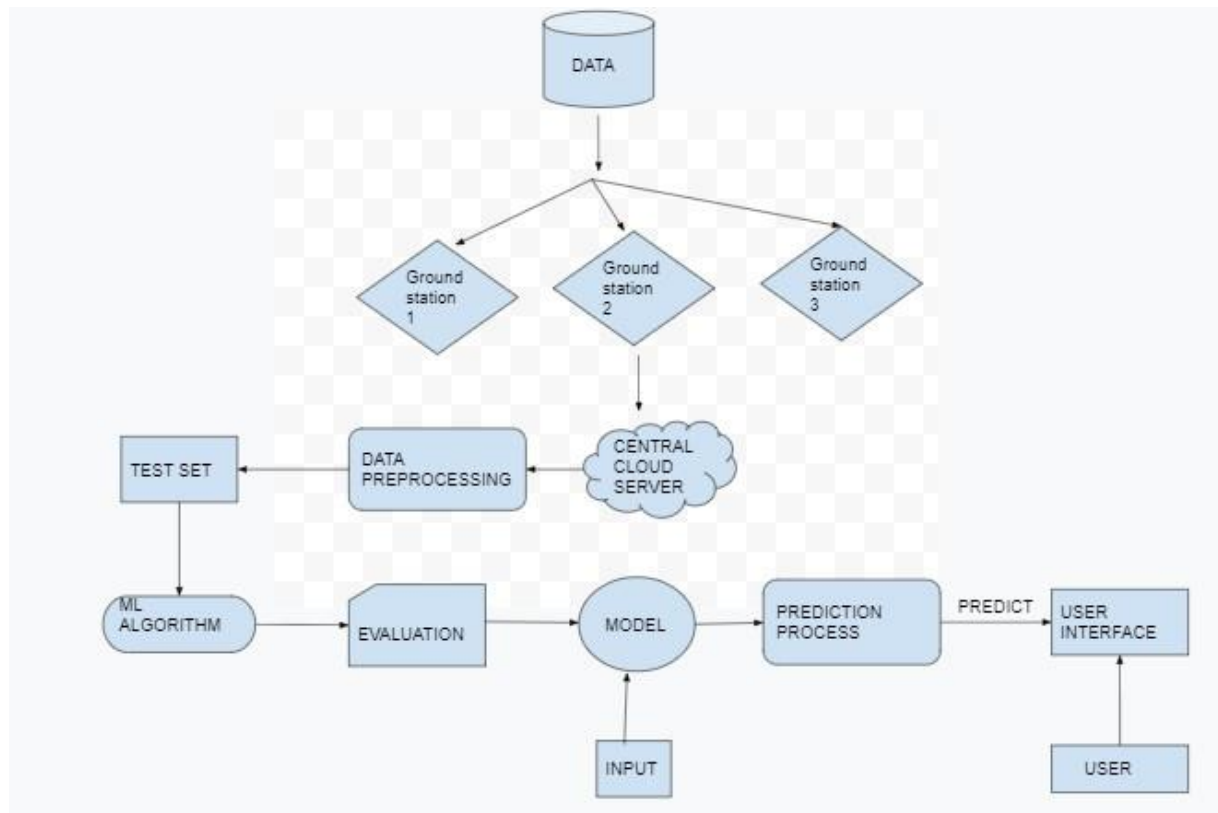 DATA
Ground
station
1
Ground
station
2
Ground
station
3
TEST SET
DATA
PREPROCESSING
CENTRAL
CLOUD
SERVER
ML
ALGORITHM
EVALUATION
MODEL
PREDICTION
PROCESS
PREDICT
USER
INTERFACE
INPUT
USER